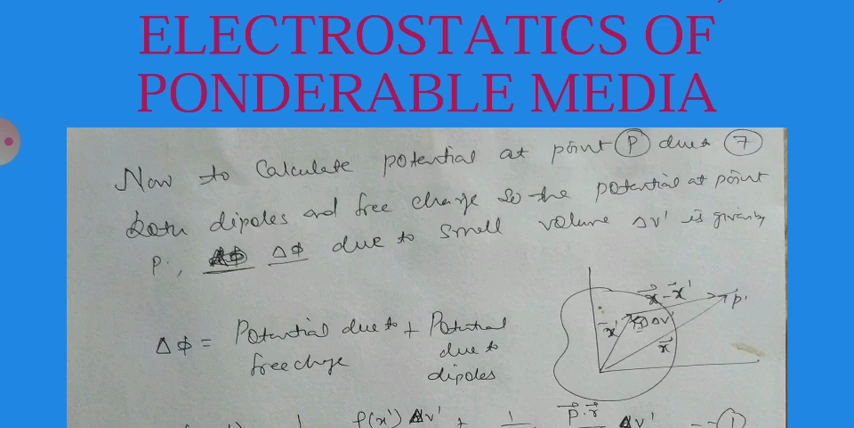 ELECTROSTATICS OF
PONDERABLE MEDIA
Now to Calculate potential at point P due to 7
both dipoles and free charge so the potential at point
P., Δϕ due to small volume Δv' is given by
x - x'
P.
x'
Δv'
x
Δϕ = Potential due to + Potential
free charge due to
dipoles
1 ρ(x') Δv' + 1 p.r Δv' -- 1